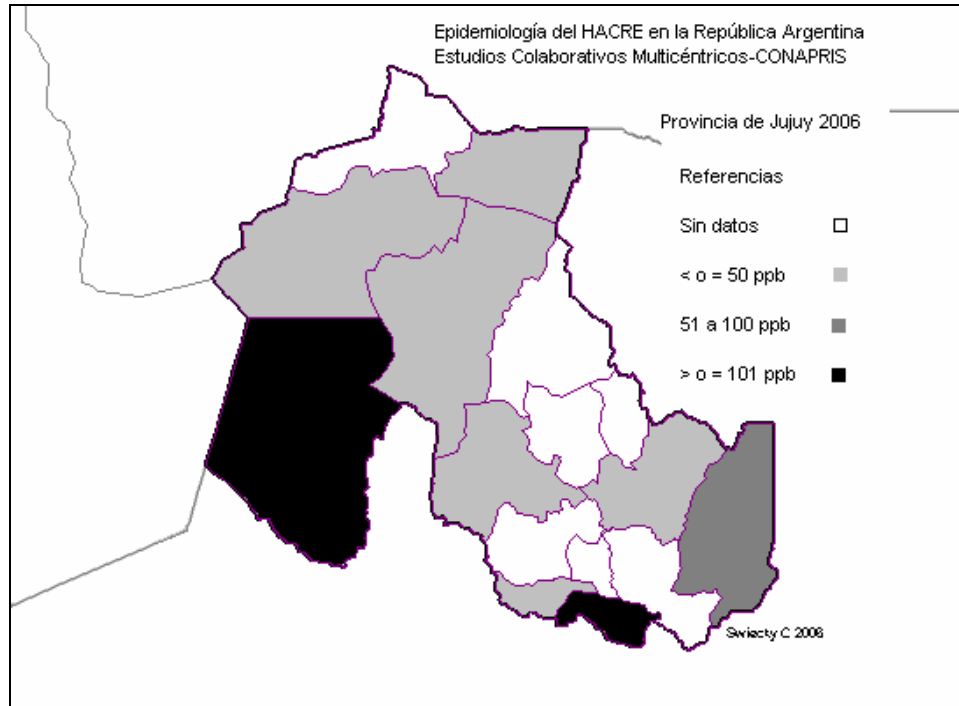 Epidemiología del HACRE en la República Argentina
Estudios Colaborativos Multicéntricos-CONAPRIS
Provincia de Jujuy 2006
Referencias
Sin datos
< o = 50 ppb
51 a 100 ppb
> o = 101 ppb
Swiecky C 2006